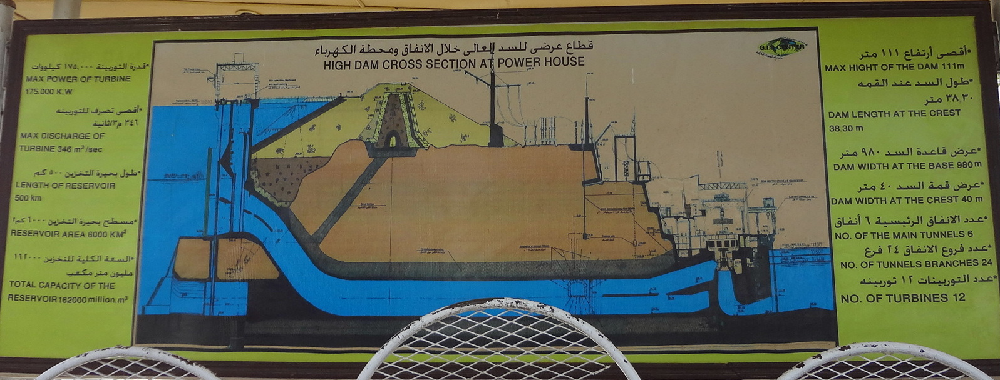 قطاع عرضى للسد العالى خلال الانفاق ومحطة الكهرباء
HIGH DAM CROSS SECTION AT POWER HOUSE
G.I.S CENTER
*قدرة التوربينة ١٧٥,٠٠٠ كيلووات
MAX POWER OF TURBINE
175.000 K.W
*أقصى تصرف للتوربينه
٣٤٦ م٣/ثانية
MAX DISCHARGE OF
TURBINE 346 m³/sec
*طول بحيرة التخزين ٥٠٠ كم
LENGTH OF RESERVOIR
500 km
*مسطح بحيرة التخزين ٦٠٠٠ كم٢
RESERVOIR AREA 6000 KM²
*السعة الكلية للتخزين ١٦٢٠٠٠
مليون متر مكعب
TOTAL CAPACITY OF THE
RESERVOIR 162000 million.m³
*أقصى أرتفاع ١١١ متر
MAX HIGHT OF THE DAM 111m
*طول السد عند القمه
٣٨,٣٠ متر
DAM LENGTH AT THE CREST
38,30 m
*عرض قاعدة السد ٩٨٠ متر
DAM WIDTH AT THE BASE 980m
*عرض قمة السد ٤٠ متر
DAM WIDTH AT THE CREST 40 m
*عدد الانفاق الرئيسية ٦ أنفاق
NO. OF THE MAIN TUNNELS 6
*عدد فروع الانفاق ٢٤ فرع
NO. OF TUNNELS BRANCHES 24
*عدد التوربينات ١٢ توربينه
NO. OF TURBINES 12